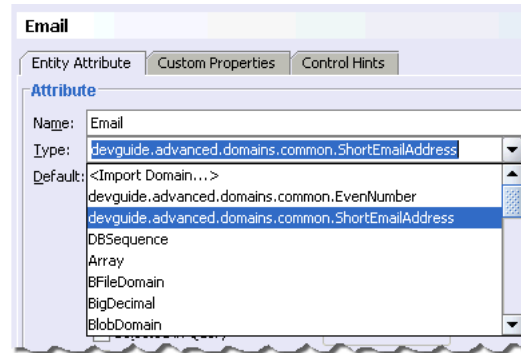 Email
Entity Attribute Custom Properties Control Hints
Attribute
Name: Email
Type: devguide.advanced.domains.common.ShortEmailAddress
Default: <Import Domain...>
devguide.advanced.domains.common.EvenNumber
devguide.advanced.domains.common.ShortEmailAddress
DBSequence
Array
BFileDomain
BigDecimal
BlobDomain